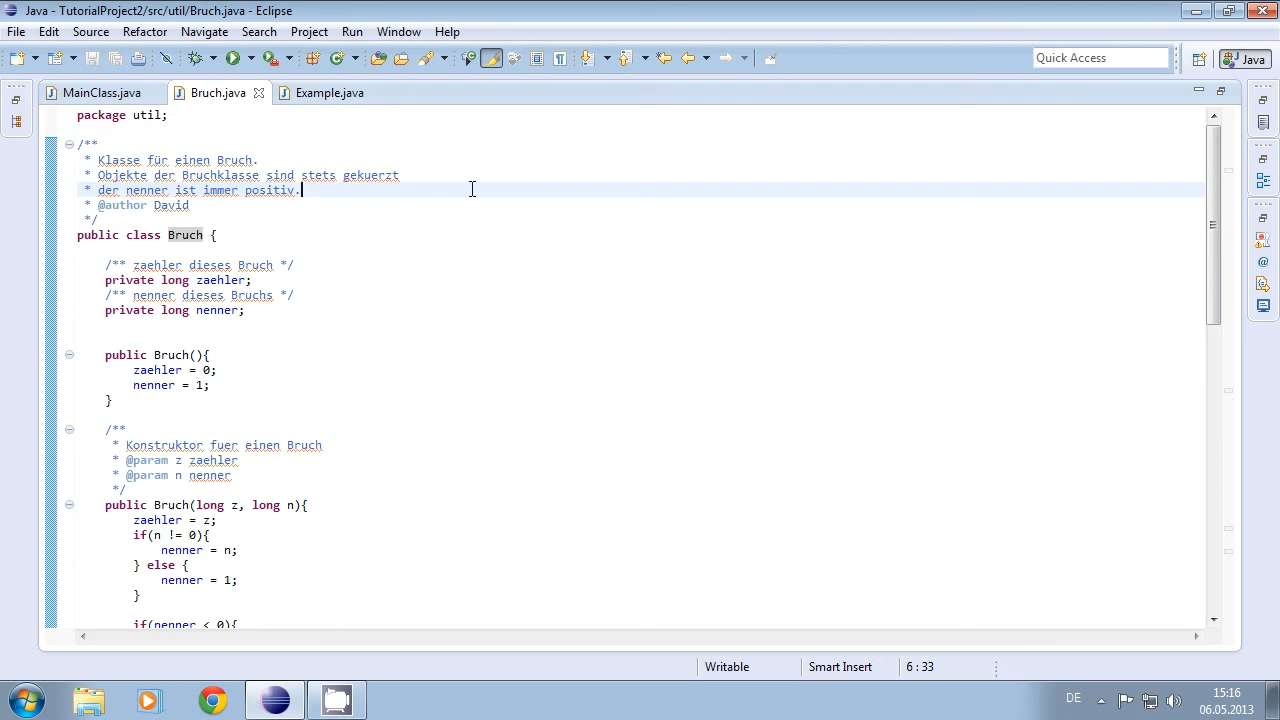 Java - TutorialProject2/src/util/Bruch.java - Eclipse
File Edit Source Refactor Navigate Search Project Run Window Help
Quick Access Java
MainClass.java Bruch.java Example.java
package util;
/**
* Klasse für einen Bruch.
* Objekte der Bruchklasse sind stets gekuerzt
* der nenner ist immer positiv.
* @author David
*/
public class Bruch {
/** zaehler dieses Bruch */
private long zaehler;
/** nenner dieses Bruchs */
private long nenner;
public Bruch(){
zaehler = 0;
nenner = 1;
}
/**
* Konstruktor fuer einen Bruch
* @param z zaehler
* @param n nenner
*/
public Bruch(long z, long n){
zaehler = z;
if(n != 0){
nenner = n;
} else {
nenner = 1;
}
if(nenner < 0){
Writable Smart Insert 6 : 33
DE 15:16
06.05.2013